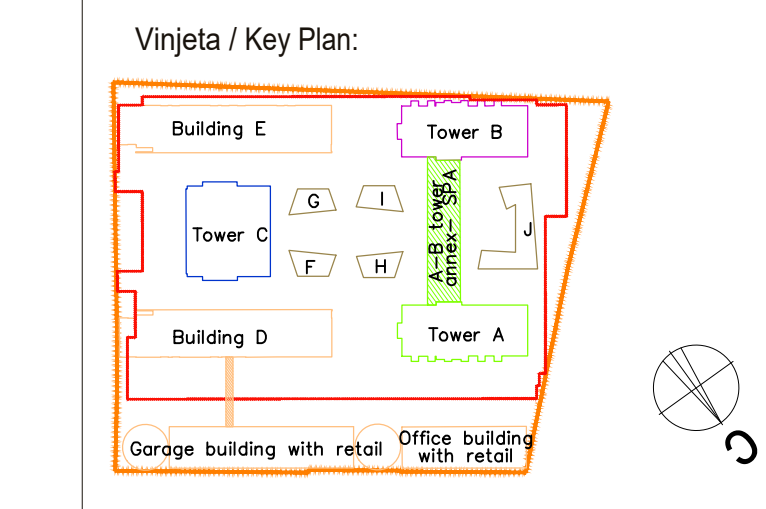 Vinjeta / Key Plan:
Building E
Tower B
G
I
A-B tower
annex- SPA
J
Tower C
F
H
Building D
Tower A
Garage building with retail
Office building
with retail
C